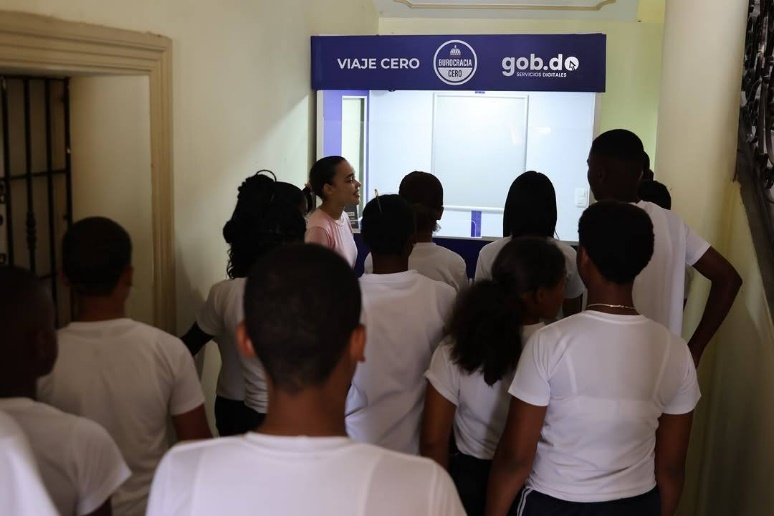 VIAJE CERO
BUROCRACIA
CERO
gob.do
SERVICIOS DIGITALES